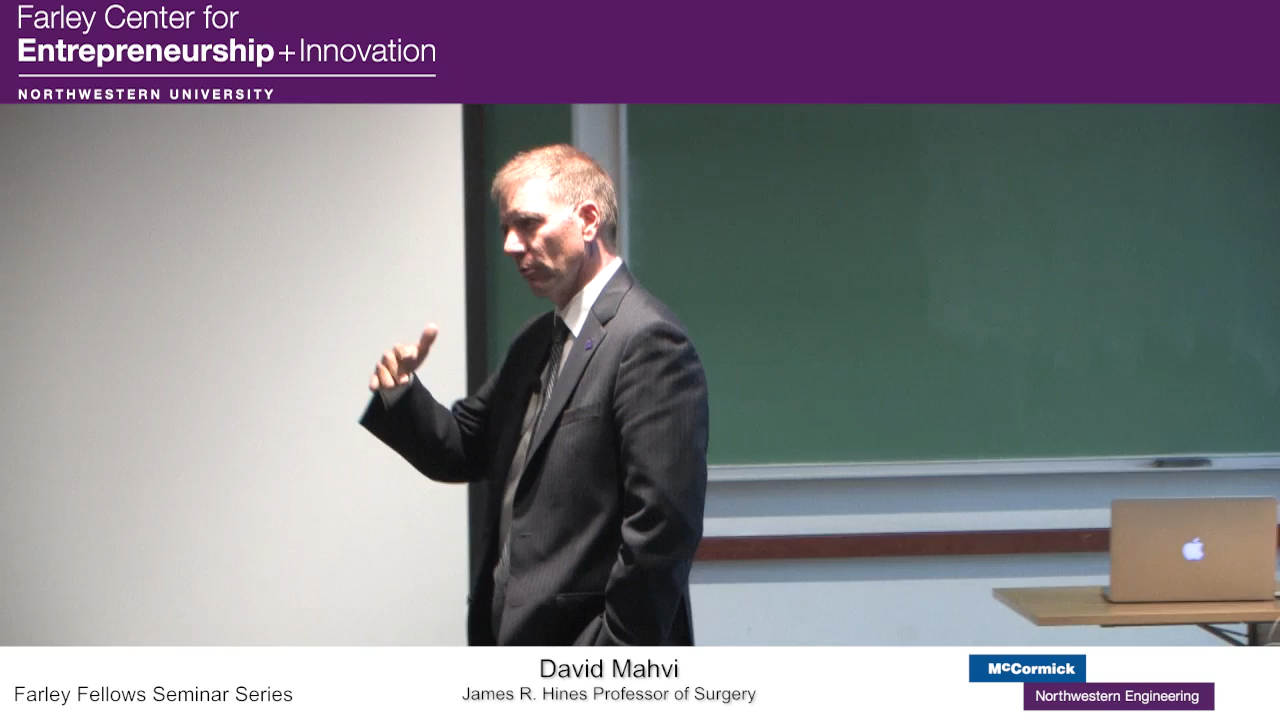 Farley Center for
Entrepreneurship+Innovation
NORTHWESTERN UNIVERSITY
David Mahvi
James R. Hines Professor of Surgery
Farley Fellows Seminar Series
McCormick
Northwestern Engineering